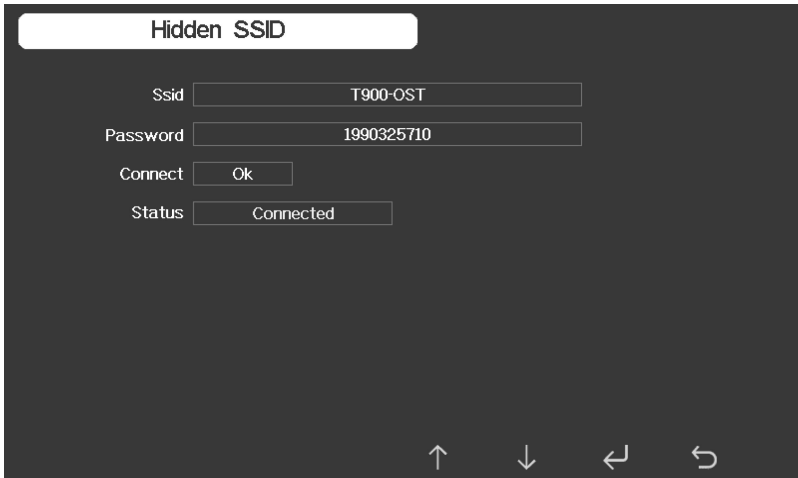 Hidden SSID
Ssid T900-OST
Password 1990325710
Connect Ok
Status Connected